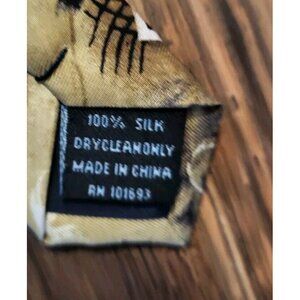 100% SILK
DRYCLEANONLY
MADE IN CHINA
RN 101693